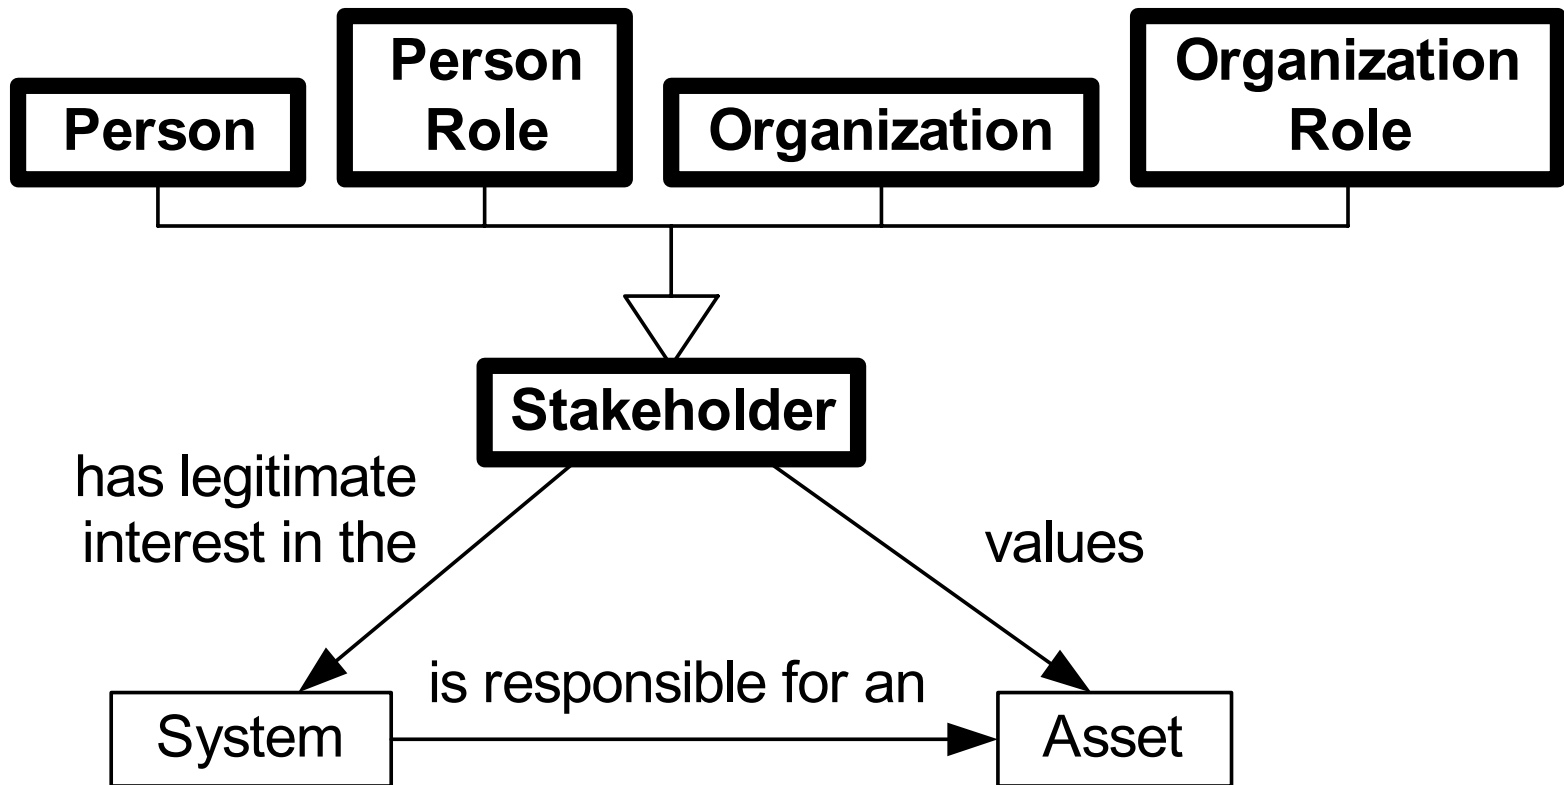 Person
Person
Role
Organization
Organization
Role
Stakeholder
has legitimate
interest in the
values
is responsible for an
System
Asset